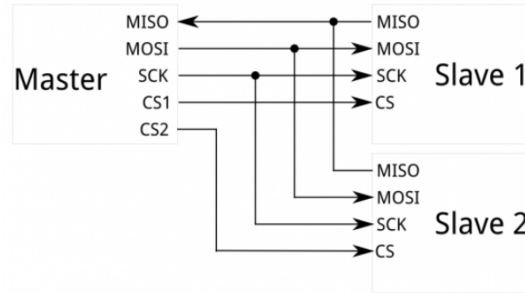 MISO
MOSI
SCK
CS1
CS2
Master
MISO
MOSI
SCK
CS
Slave 1
MISO
MOSI
SCK
CS
Slave 2